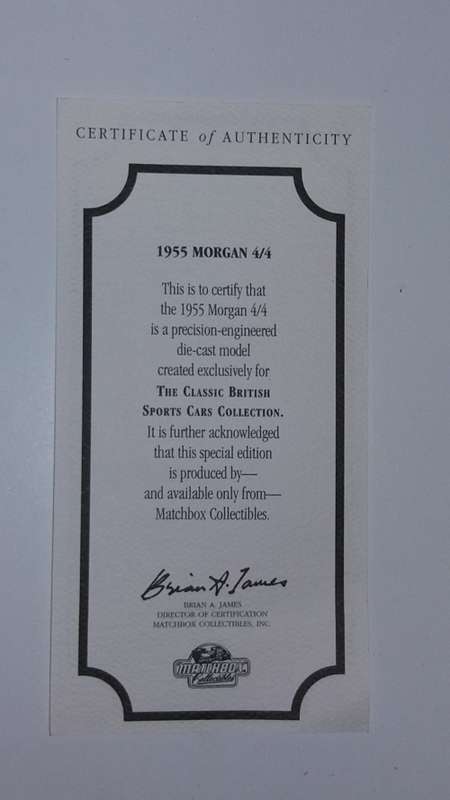 CERTIFICATE of AUTHENTICITY
1955 MORGAN 4/4
This is to certify that
the 1955 Morgan 4/4
is a precision-engineered
die-cast model
created exclusively for
THE CLASSIC BRITISH
SPORTS CARS COLLECTION.
It is further acknowledged
that this special edition
is produced by—
and available only from—
Matchbox Collectibles.
Brian A. James
BRIAN A. JAMES
DIRECTOR OF CERTIFICATION
MATCHBOX COLLECTIBLES, INC.
MATCHBOX
Collectibles